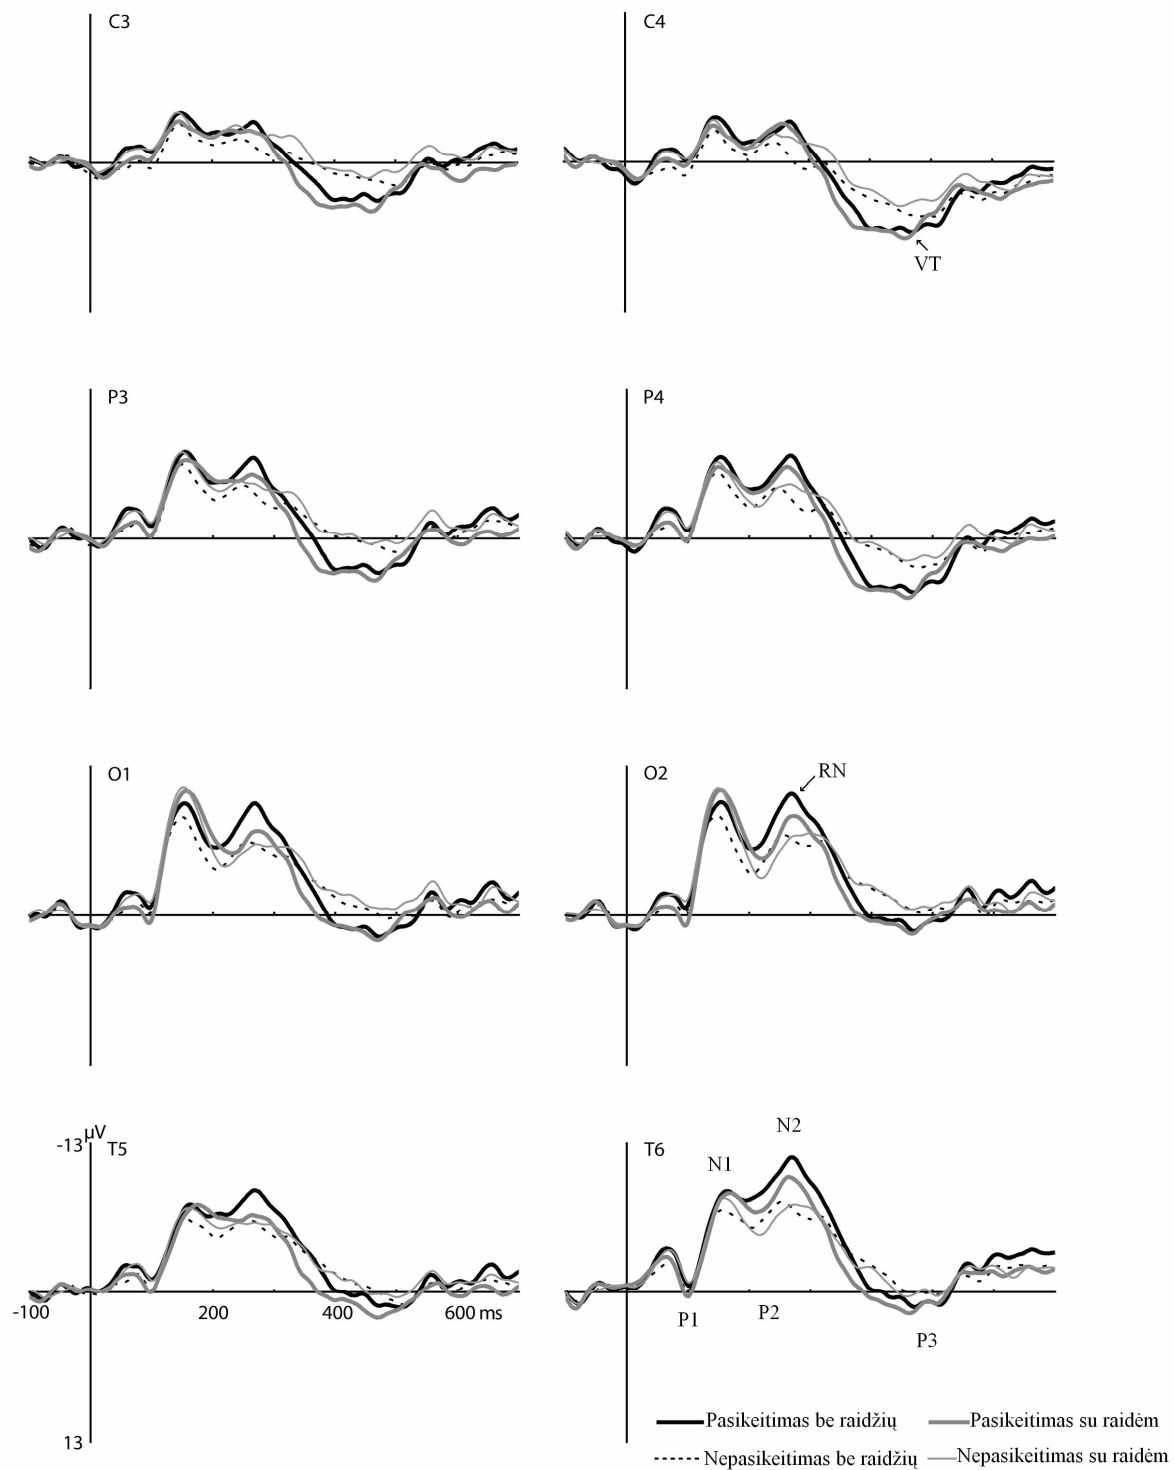 C3 C4
VT
P3 P4
O1 O2
RN
N2
-13 µV T5 T6
N1
-100 200 400 600 ms
P1 P2
P3
13
Pasikeitimas be raidžių Pasikeitimas su raidėm
Nepasikeitimas be raidžių Nepasikeitimas su raidėm